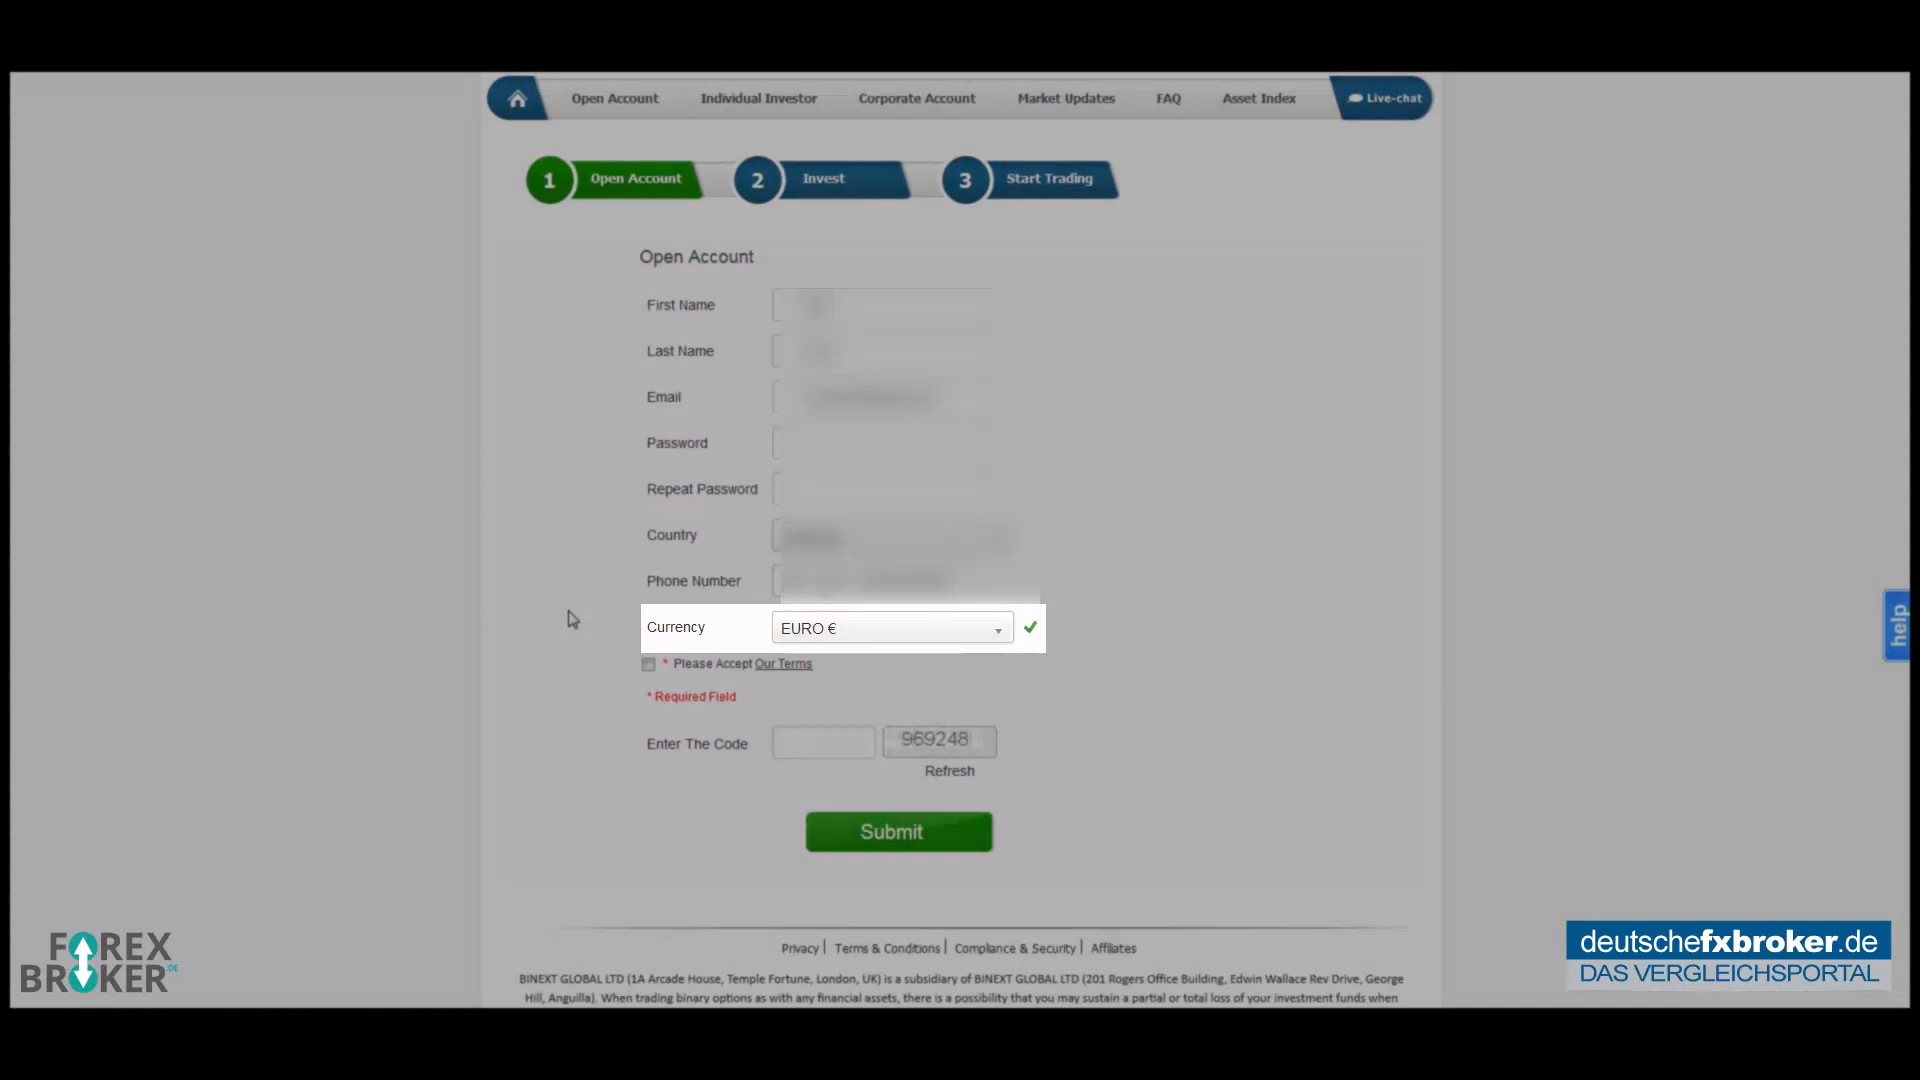 Open Account Individual Investor Corporate Account Market Updates FAQ Asset Index Live-chat
1 Open Account 2 Invest 3 Start Trading
Open Account
First Name
Last Name
Email
Password
Repeat Password
Country
Phone Number
Currency EURO €
* Please Accept Our Terms
* Required Field
Enter The Code 969248
Refresh
Submit
help
Privacy | Terms & Conditions | Compliance & Security | Affiliates
BINEXT GLOBAL LTD (1A Arcade House, Temple Fortune, London, UK) is a subsidiary of BINEXT GLOBAL LTD (201 Rogers Office Building, Edwin Wallace Rev Drive, George
Hill, Anguilla). When trading binary options as with any financial assets, there is a possibility that you may sustain a partial or total loss of your investment funds when
FOREX
BROKER.DE
deutschefxbroker.de
DAS VERGLEICHSPORTAL